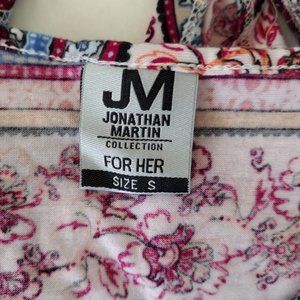 JM
JONATHAN
MARTIN
COLLECTION
FOR HER
SIZE S